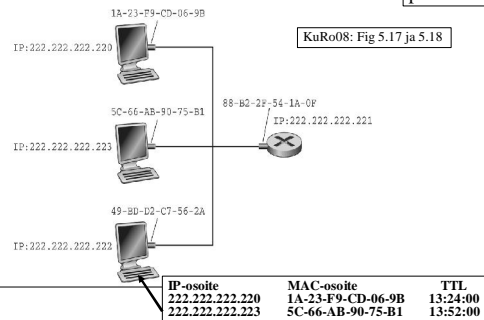 1A-23-F9-CD-06-9B
KuRo08: Fig 5.17 ja 5.18
IP:222.222.222.220
5C-66-AB-90-75-B1
88-B2-2F-54-1A-0F
IP:222.222.222.221
IP:222.222.222.223
49-BD-D2-C7-56-2A
IP:222.222.222.222
IP-osoite MAC-osoite TTL
222.222.222.220 1A-23-F9-CD-06-9B 13:24:00
222.222.222.223 5C-66-AB-90-75-B1 13:52:00